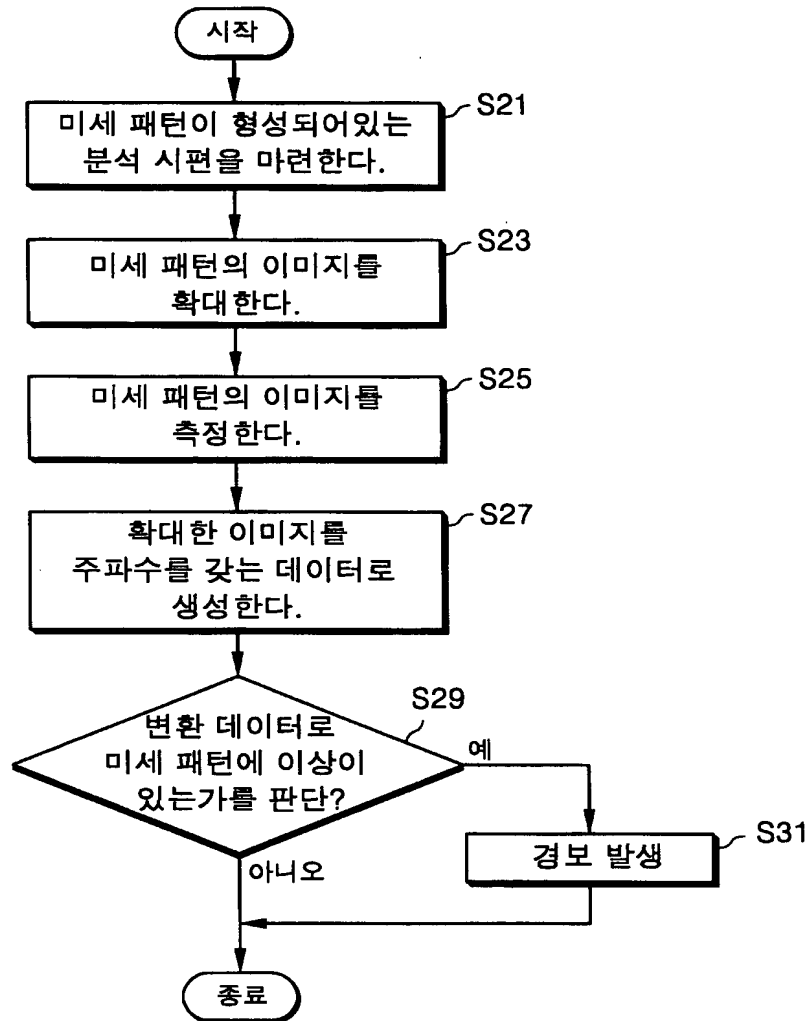 시작
S21
미세 패턴이 형성되어있는
분석 시편을 마련한다.
S23
미세 패턴의 이미지를
확대한다.
S25
미세 패턴의 이미지를
측정한다.
S27
확대한 이미지를
주파수를 갖는 데이터로
생성한다.
S29
변환 데이터로
미세 패턴에 이상이
있는가를 판단?
예
S31
경보 발생
아니오
종료